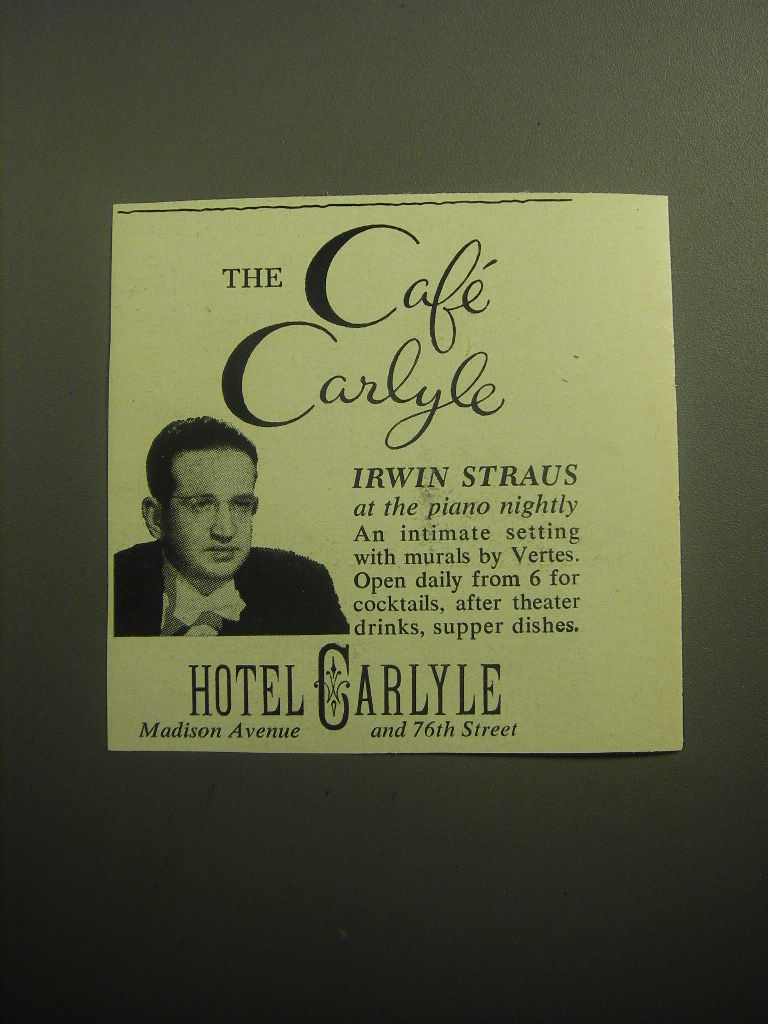 THE Café
Carlyle
IRWIN STRAUS
at the piano nightly
An intimate setting
with murals by Vertes.
Open daily from 6 for
cocktails, after theater
drinks, supper dishes.
HOTEL CARLYLE
Madison Avenue and 76th Street